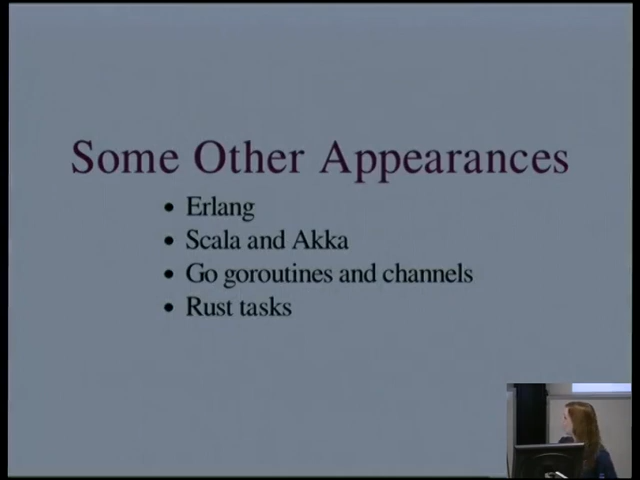 Some Other Appearances
Erlang
Scala and Akka
Go goroutines and channels
Rust tasks